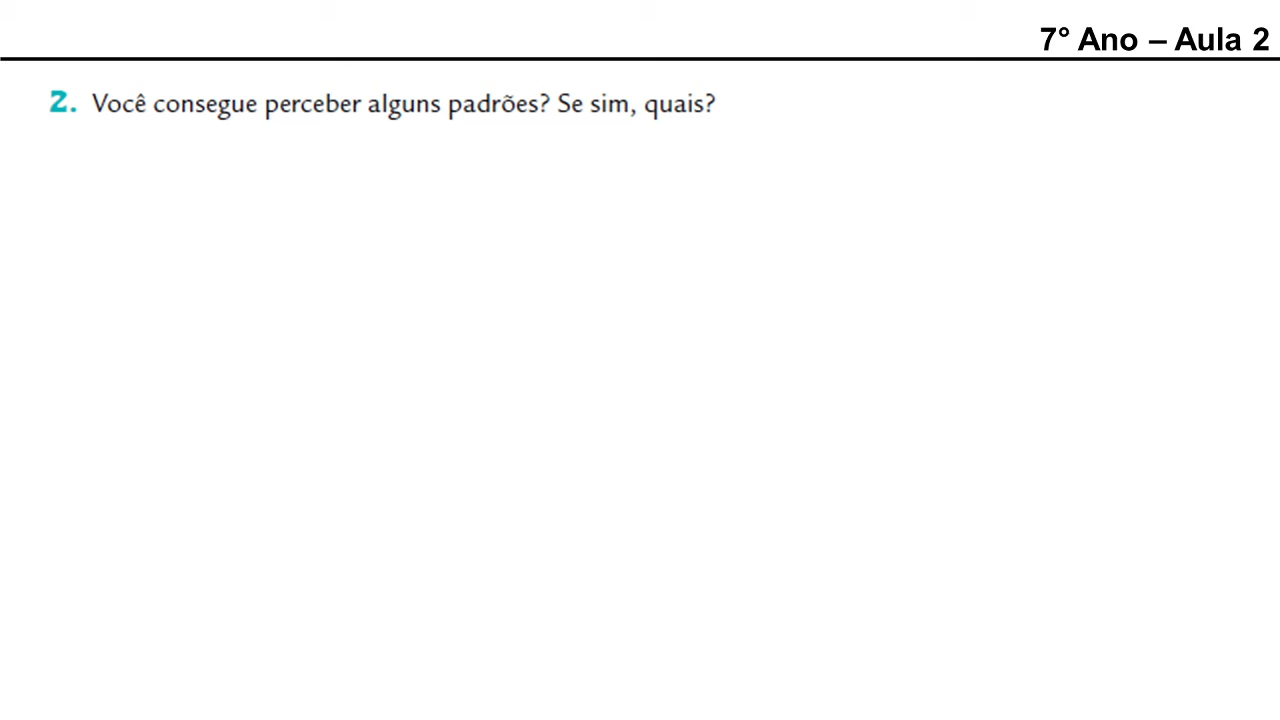 7° Ano – Aula 2
2. Você consegue perceber alguns padrões? Se sim, quais?